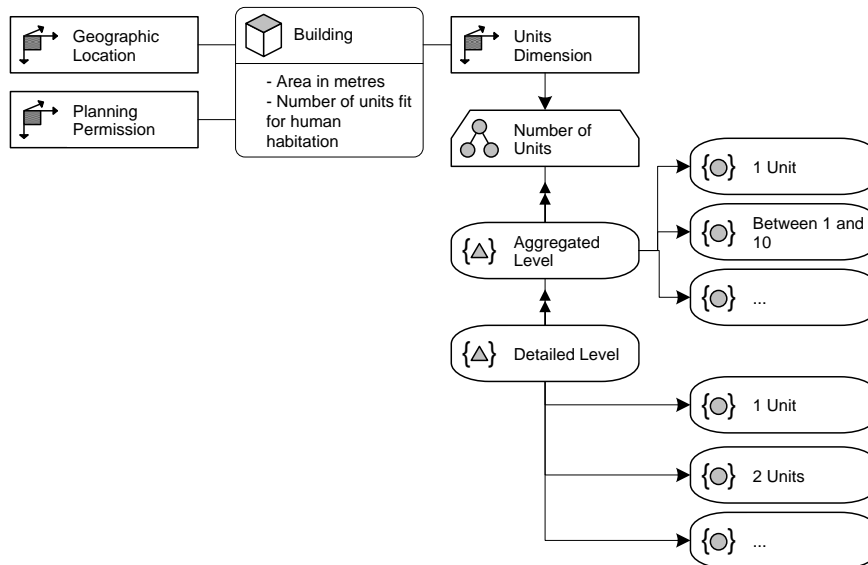 Geographic
Location
Building
Units
Dimension
- Area in metres
- Number of units fit
for human
habitation
Planning
Permission
Number of
Units
1 Unit
Between 1 and
10
...
Aggregated
Level
Detailed Level
1 Unit
2 Units
...